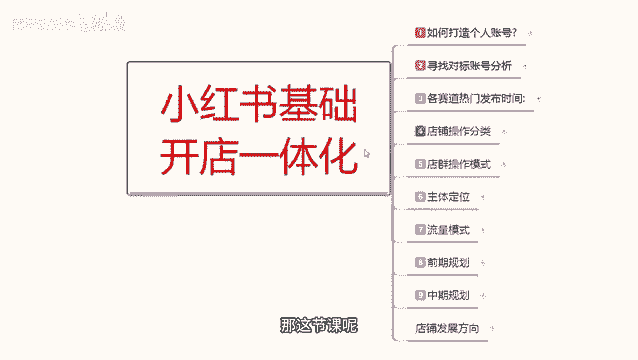 小红书基础
开店一体化
1如何打造个人账号?
2寻找对标账号分析
3各赛道热门发布时间:
4店铺操作分类
5店群操作模式
6主体定位
7流量模式
8前期规划
9中期规划
店铺发展方向
那这节课呢